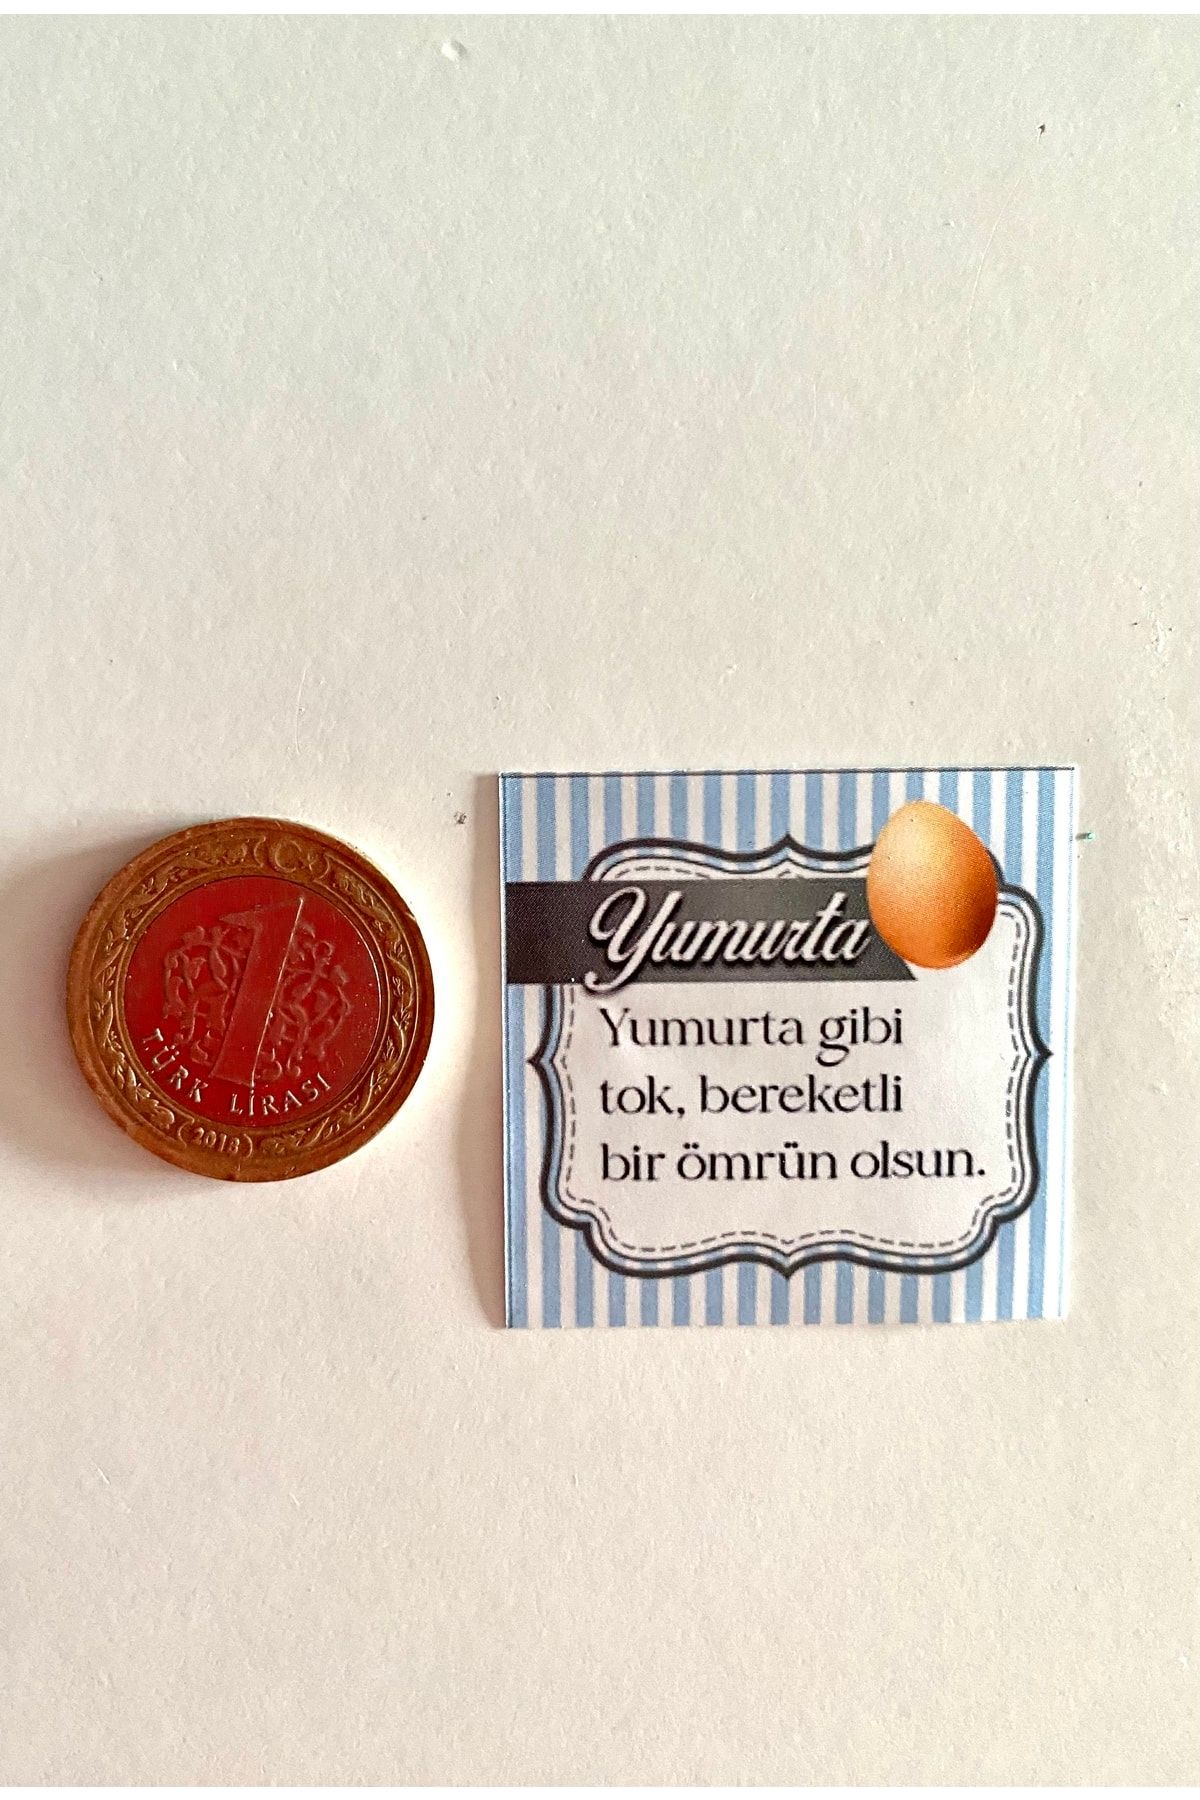 1
TÜRK LİRASI
2018
Yumurta
Yumurta gibi
tok, bereketli
bir ömrün olsun.